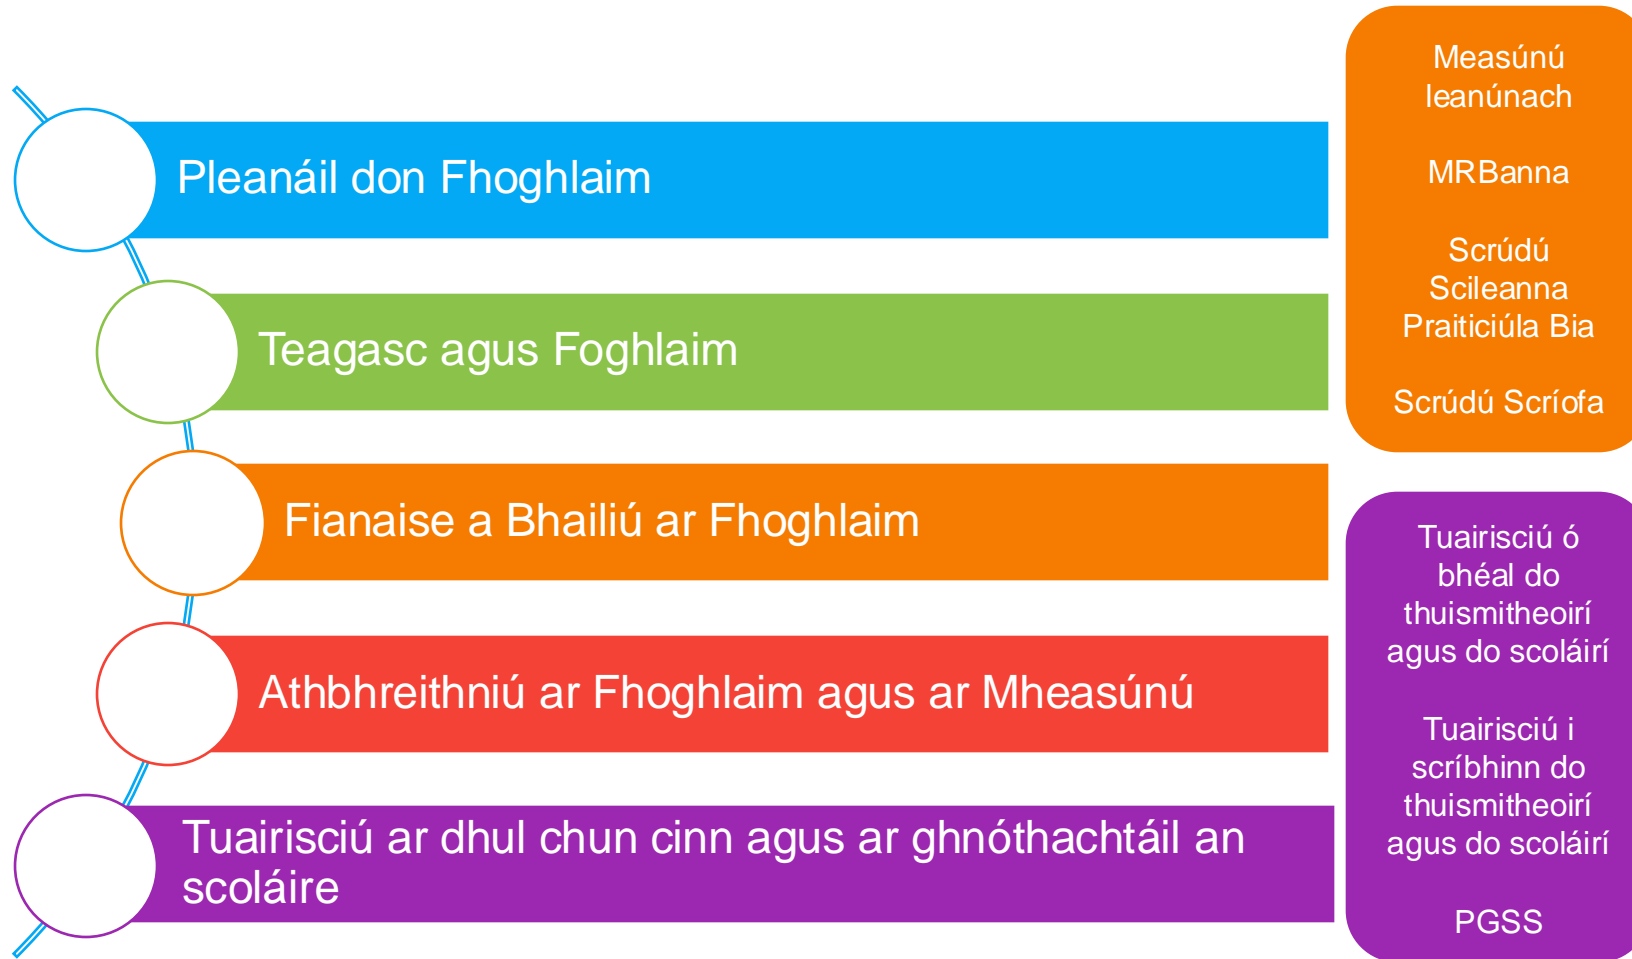 Pleanáil don Fhoghlaim
Teagasc agus Foghlaim
Fianaise a Bhailiú ar Fhoghlaim
Athbhreithniú ar Fhoghlaim agus ar Mheasúnú
Tuairisciú ar dhul chun cinn agus ar ghnóthachtáil an
scoláire
Measúnú
leanúnach
MRBanna
Scrúdú
Scileanna
Praiticiúla Bia
Scrúdú Scríofa
Tuairisciú ó
bhéal do
thuismitheoirí
agus do scoláirí
Tuairisciú i
scríbhinn do
thuismitheoirí
agus do scoláirí
PGSS